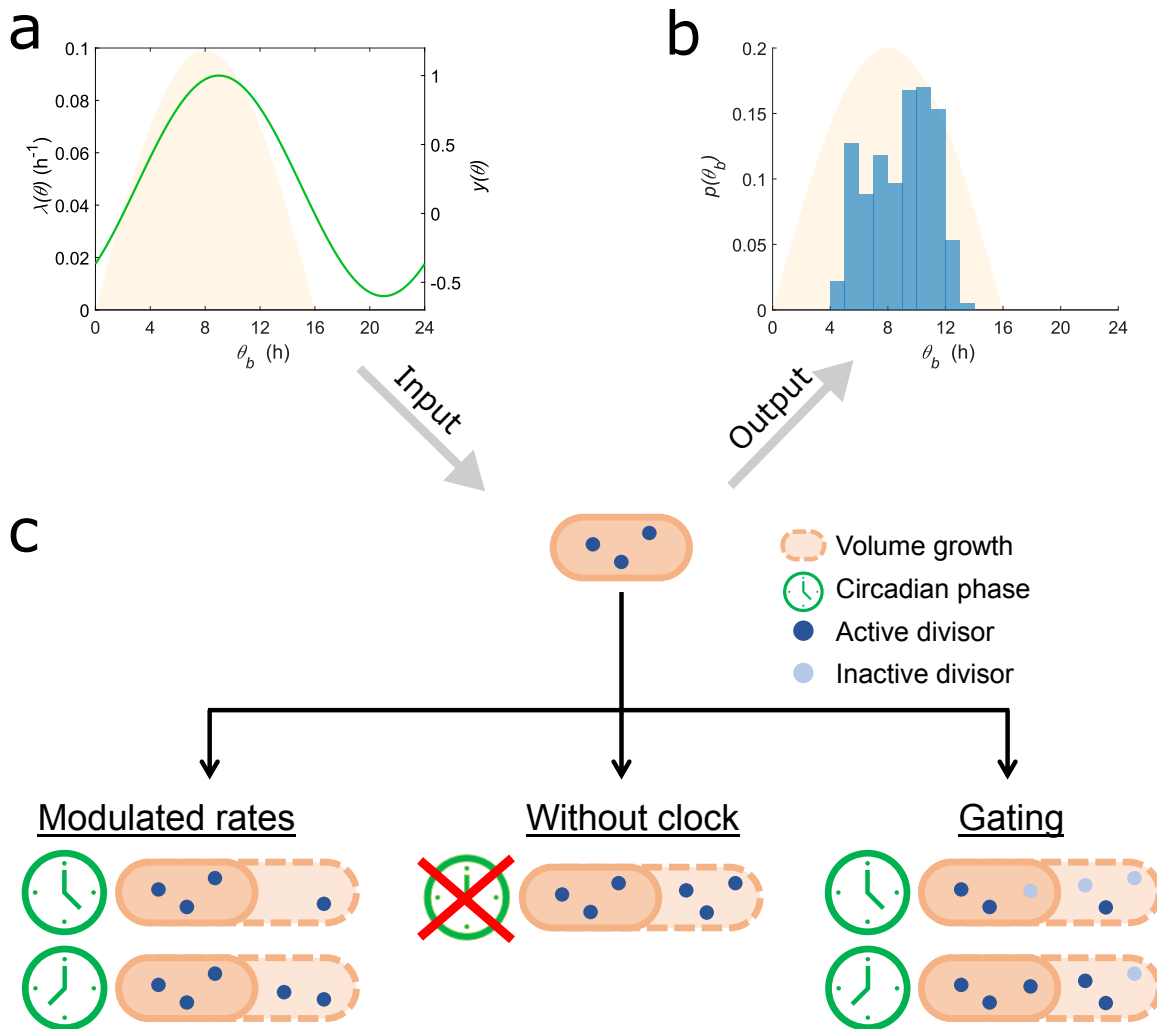 a
0.1
0.08
0.06
0.04
0.02
0
λ(θ) (h⁻¹)
1
0.5
0
-0.5
y(θ)
0 4 8 12 16 20 24
θ_b (h)
b
0.2
0.15
0.1
0.05
0
p(θ_b)
0 4 8 12 16 20 24
θ_b (h)
Input
Output
c
Volume growth
Circadian phase
Active divisor
Inactive divisor
Modulated rates
Without clock
Gating